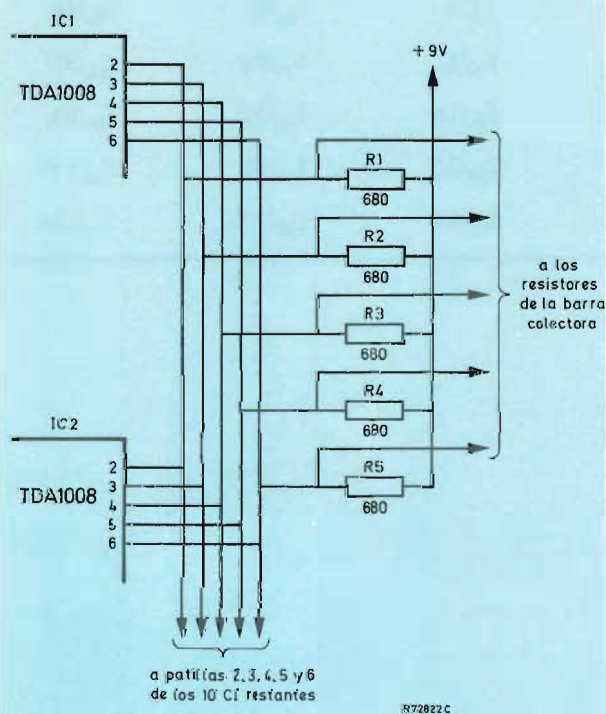 IC1
+9V
2
3
TDA1008
4
5
6
R1
680
R2
680
R3
680
R4
680
R5
680
a los
resistores
de la barra
colectora
IC2
2
3
TDA1008
4
5
6
a patillas 2,3,4,5 y 6
de los 10 CI restantes
R72822C